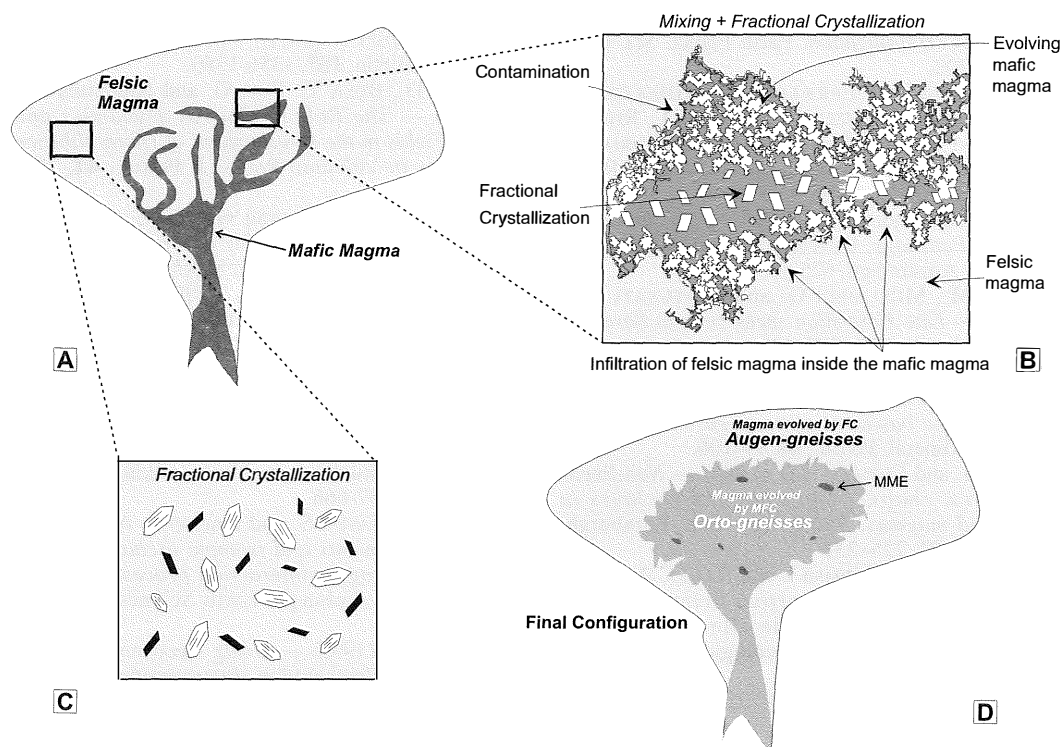 Felsic
Magma
Mafic Magma
A
Mixing + Fractional Crystallization
Contamination
Evolving
mafic
magma
Fractional
Crystallization
Felsic
magma
Infiltration of felsic magma inside the mafic magma
B
Fractional Crystallization
C
Magma evolved by FC
Augen-gneisses
MME
Magma evolved
by MFC
Orto-gneisses
Final Configuration
D